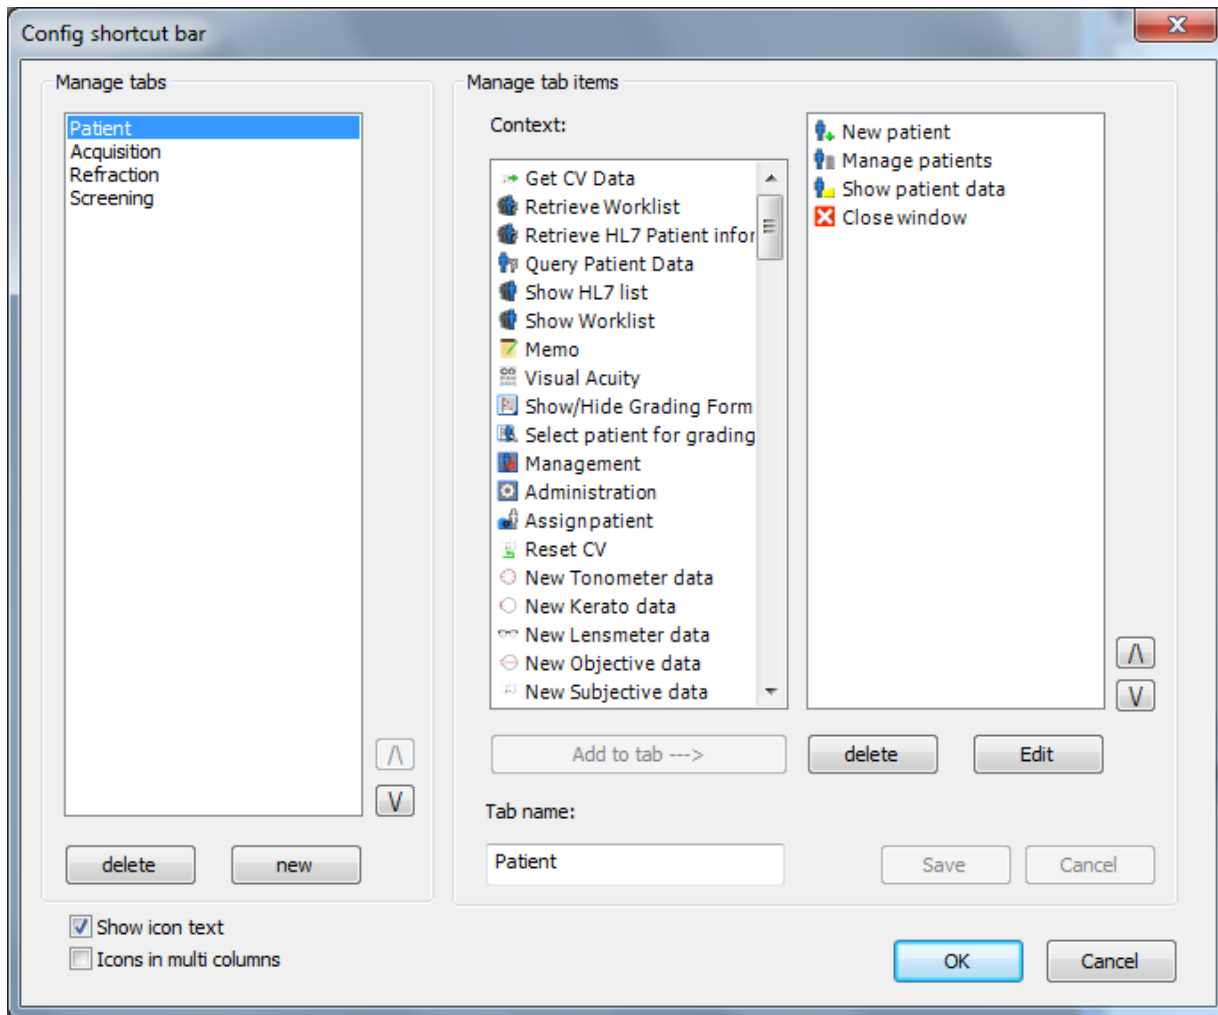 Config shortcut bar
Manage tabs
Patient
Acquisition
Refraction
Screening
/\
V
delete
new
Manage tab items
Context:
Get CV Data
Retrieve Worklist
Retrieve HL7 Patient infor
Query Patient Data
Show HL7 list
Show Worklist
Memo
Visual Acuity
Show/Hide Grading Form
Select patient for grading
Management
Administration
Assign patient
Reset CV
New Tonometer data
New Kerato data
New Lensmeter data
New Objective data
New Subjective data
New patient
Manage patients
Show patient data
Close window
/\
V
Add to tab --->
delete
Edit
Tab name:
Patient
Save
Cancel
Show icon text
Icons in multi columns
OK
Cancel